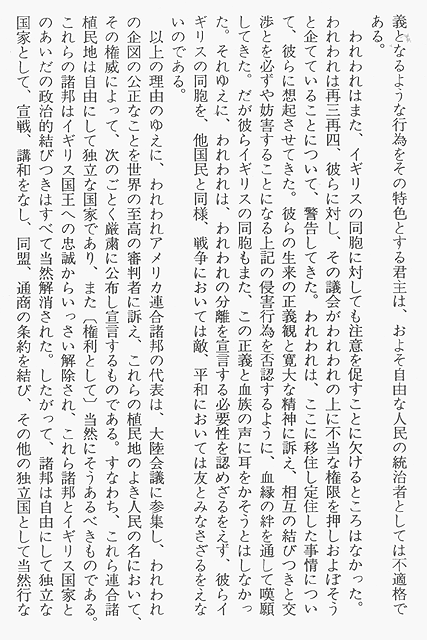 義となるような行為をその特色とする君主は、およそ自由な人民の統治者としては不適格で
ある。
われわれはまた、イギリスの同胞に対しても注意を促すことに欠けるところはなかった。
われわれは再三再四、彼らに対し、その議会がわれわれの上に不当な権限を押しおよぼそう
と企てていることについて、警告してきた。われわれは、ここに移住し定住した事情につい
て、彼らに想起させてきた。彼らの生来の正義観と寛大な精神に訴え、相互の結びつきと交
渉とを必ずや妨害することになる上記の侵害行為を否認するように、血縁の絆を通して嘆願
してきた。だが彼らイギリスの同胞もまた、この正義と血族の声に耳をかそうとはしなかっ
た。それゆえに、われわれは、われわれの分離を宣言する必要性を認めざるをえず、彼らイ
ギリスの同胞を、他国民と同様、戦争においては敵、平和においては友とみなさざるをえな
いのである。
以上の理由のゆえに、われわれアメリカ連合諸邦の代表は、大陸会議に参集し、われわれ
の企図の公正なことを世界の至高の審判者に訴え、これらの植民地のよき人民の名において、
その権威によって、次のごとく厳粛に公布し宣言するものである。すなわち、これら連合諸
植民地は自由にして独立な国家であり、また〔権利として〕当然にそうあるべきものである。
これらの諸邦はイギリス国王への忠誠からいっさい解除され、これら諸邦とイギリス国家と
のあいだの政治的結びつきはすべて当然解消された。したがって、諸邦は自由にして独立な
国家として、宣戦、講和をなし、同盟、通商の条約を結び、その他の独立国として当然行な